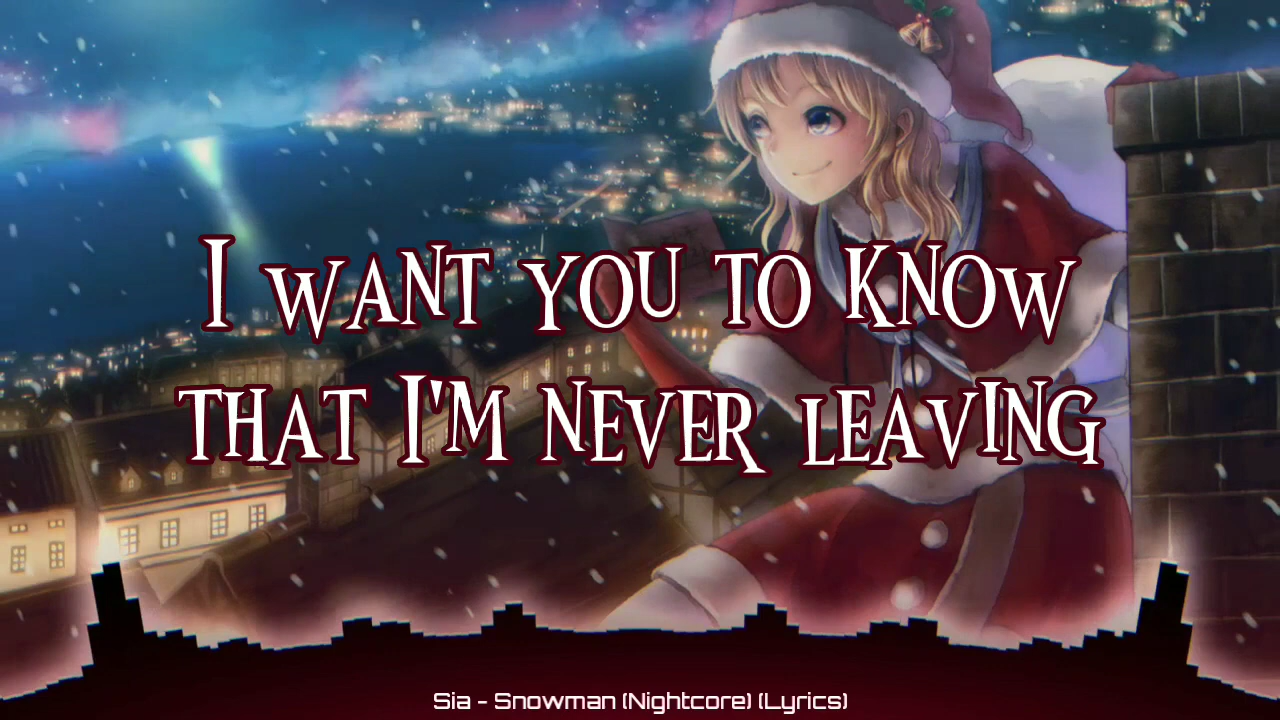 I WANT YOU TO KNOW
THAT I'M NEVER LEAVING
Sia - Snowman (Nightcore) (Lyrics)